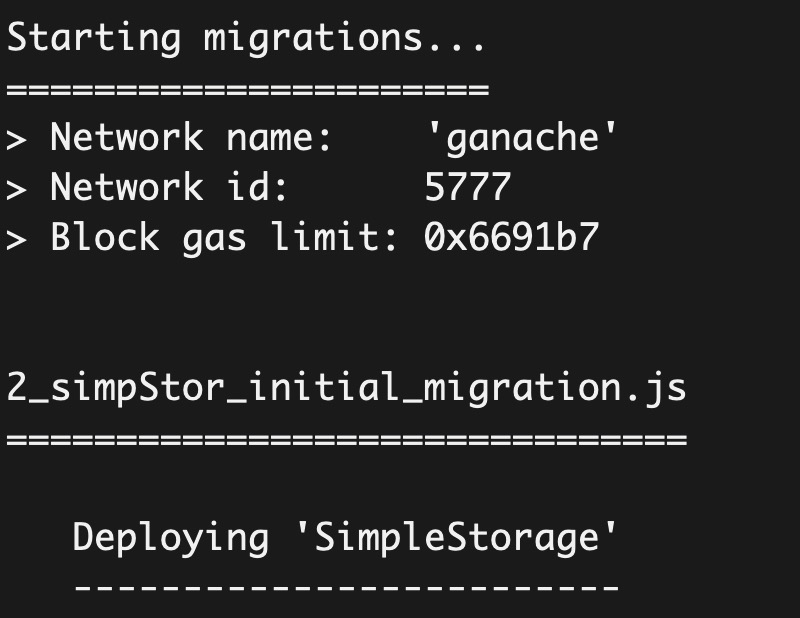 Starting migrations...
======================
> Network name:    'ganache'
> Network id:      5777
> Block gas limit: 0x6691b7
2_simpStor_initial_migration.js
===============================
Deploying 'SimpleStorage'
-------------------------